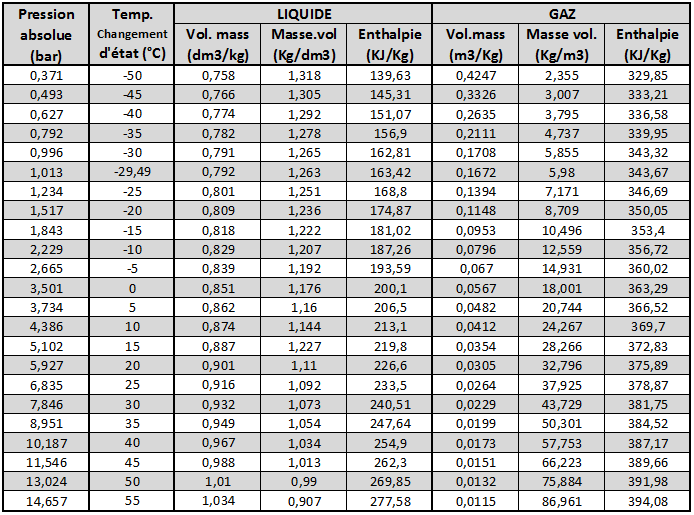 Pression absolue (bar) Temp. Changement d'état (°C) LIQUIDE GAZ
Vol. mass (dm3/kg) Masse.vol (Kg/dm3) Enthalpie (KJ/Kg) Vol.mass (m3/Kg) Masse vol. (Kg/m3) Enthalpie (KJ/Kg)
0,371 -50 0,758 1,318 139,63 0,4247 2,355 329,85
0,493 -45 0,766 1,305 145,31 0,3326 3,007 333,21
0,627 -40 0,774 1,292 151,07 0,2635 3,795 336,58
0,792 -35 0,782 1,278 156,9 0,2111 4,737 339,95
0,996 -30 0,791 1,265 162,81 0,1708 5,855 343,32
1,013 -29,49 0,792 1,263 163,42 0,1672 5,98 343,67
1,234 -25 0,801 1,251 168,8 0,1394 7,171 346,69
1,517 -20 0,809 1,236 174,87 0,1148 8,709 350,05
1,843 -15 0,818 1,222 181,02 0,0953 10,496 353,4
2,229 -10 0,829 1,207 187,26 0,0796 12,559 356,72
2,665 -5 0,839 1,192 193,59 0,067 14,931 360,02
3,501 0 0,851 1,176 200,1 0,0567 18,001 363,29
3,734 5 0,862 1,16 206,5 0,0482 20,744 366,52
4,386 10 0,874 1,144 213,1 0,0412 24,267 369,7
5,102 15 0,887 1,227 219,8 0,0354 28,266 372,83
5,927 20 0,901 1,11 226,6 0,0305 32,796 375,89
6,835 25 0,916 1,092 233,5 0,0264 37,925 378,87
7,846 30 0,932 1,073 240,51 0,0229 43,729 381,75
8,951 35 0,949 1,054 247,64 0,0199 50,301 384,52
10,187 40 0,967 1,034 254,9 0,0173 57,753 387,17
11,546 45 0,988 1,013 262,3 0,0151 66,223 389,66
13,024 50 1,01 0,99 269,85 0,0132 75,884 391,98
14,657 55 1,034 0,907 277,58 0,0115 86,961 394,08